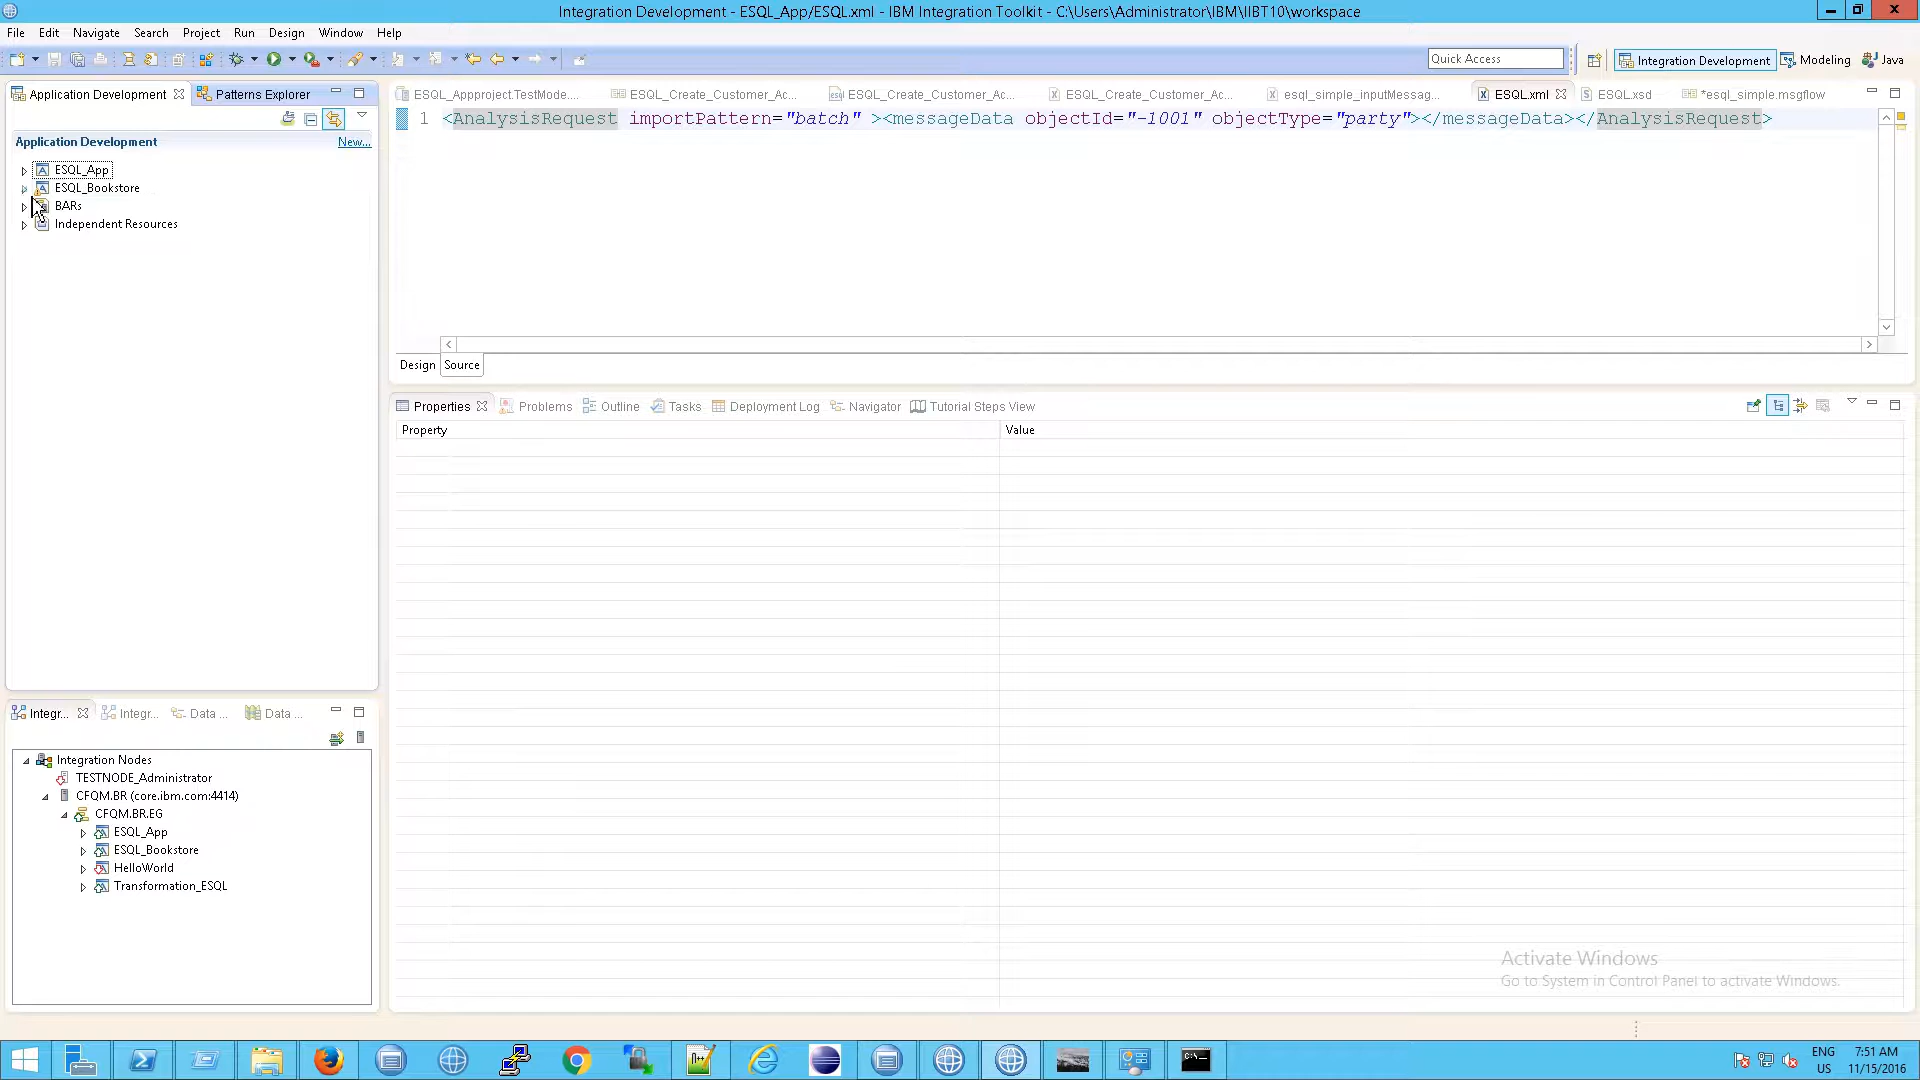 Integration Development - ESQL_App/ESQL.xml - IBM Integration Toolkit - C:\Users\Administrator\IBM\IIBT10\workspace
File Edit Navigate Search Project Run Design Window Help
Quick Access
Integration Development Modeling Java
Application Development Patterns Explorer
Application Development New...
ESQL_App
ESQL_Bookstore
BARs
Independent Resources
ESQL_Appproject.TestMode.... ESQL_Create_Customer_Ac... ESQL_Create_Customer_Ac... ESQL_Create_Customer_Ac... esql_simple_inputMessag... ESQL.xml ESQL.xsd *esql_simple.msgflow
1 <AnalysisRequest importPattern="batch" ><messageData objectId="-1001" objectType="party"></messageData></AnalysisRequest>
Design Source
Properties Problems Outline Tasks Deployment Log Navigator Tutorial Steps View
Property Value
Integr... Integr... Data ... Data ...
Integration Nodes
TESTNODE_Administrator
CFQM.BR (core.ibm.com:4414)
CFQM.BR.EG
ESQL_App
ESQL_Bookstore
HelloWorld
Transformation_ESQL
Activate Windows
Go to System in Control Panel to activate Windows.
ENG 7:51 AM
US 11/15/2016